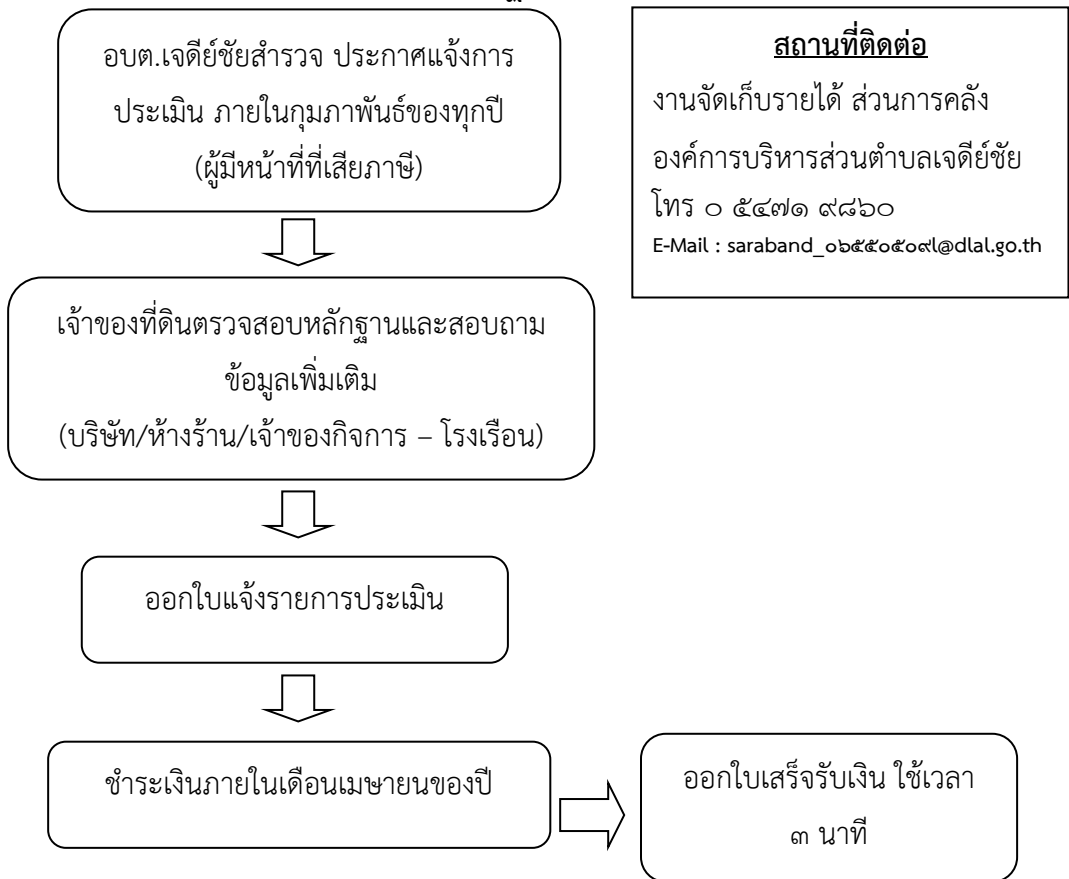 อบต.เจดีย์ชัยสำรวจ ประกาศแจ้งการ
ประเมิน ภายในกุมภาพันธ์ของทุกปี
(ผู้มีหน้าที่ที่เสียภาษี)
สถานที่ติดต่อ
งานจัดเก็บรายได้ ส่วนการคลัง
องค์การบริหารส่วนตำบลเจดีย์ชัย
โทร ๐ ๕๔๗๑ ๙๘๖๐
E-Mail : saraband_๐๖๕๕๐๕๐๙l@dlal.go.th
เจ้าของที่ดินตรวจสอบหลักฐานและสอบถาม
ข้อมูลเพิ่มเติม
(บริษัท/ห้างร้าน/เจ้าของกิจการ – โรงเรือน)
ออกใบแจ้งรายการประเมิน
ชำระเงินภายในเดือนเมษายนของปี
ออกใบเสร็จรับเงิน ใช้เวลา
๓ นาที